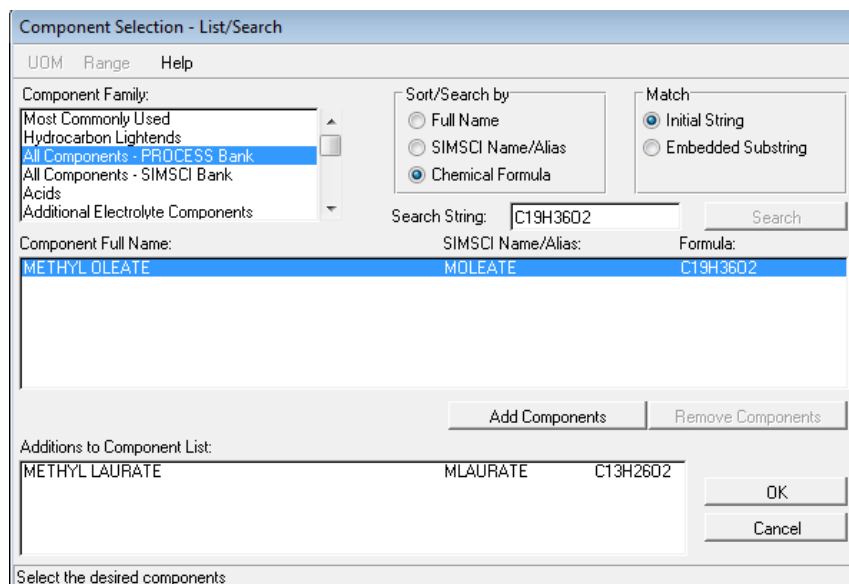 Component Selection - List/Search
UOM Range Help
Component Family:
Most Commonly Used
Hydrocarbon Lightends
All Components - PROCESS Bank
All Components - SIMSCI Bank
Acids
Additional Electrolyte Components
Sort/Search by
Full Name
SIMSCI Name/Alias
Chemical Formula
Match
Initial String
Embedded Substring
Search String: C19H36O2 Search
Component Full Name: SIMSCI Name/Alias: Formula:
METHYL OLEATE MOLEATE C19H36O2
Add Components Remove Components
Additions to Component List:
METHYL LAURATE MLAURATE C13H26O2
OK
Cancel
Select the desired components